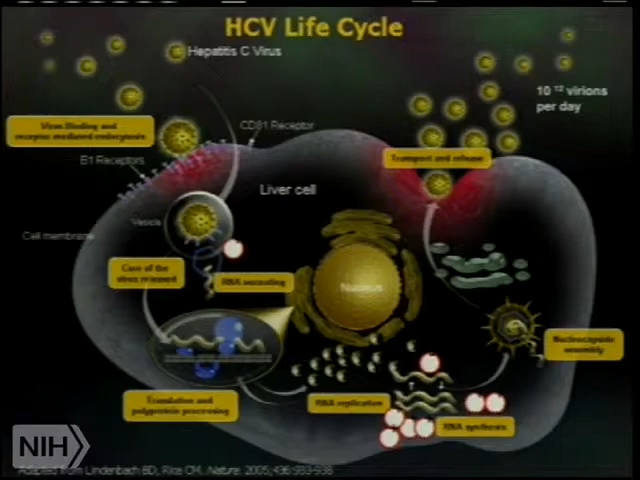 HCV Life Cycle
Hepatitis C Virus
10 12 virions
per day
Virus Binding and
receptor mediated endocytosis
CD81 Receptor
Transport and release
B1 Receptors
Liver cell
Vesicle
Cell membrane
Core of the
virus released
RNA uncoating
Nucleus
Nucleocapside
assembly
Translation and
polyprotein processing
RNA replication
RNA synthesis
NIH
Adapted from Lindenbach BD, Rice CM. Nature. 2005;436:933-938